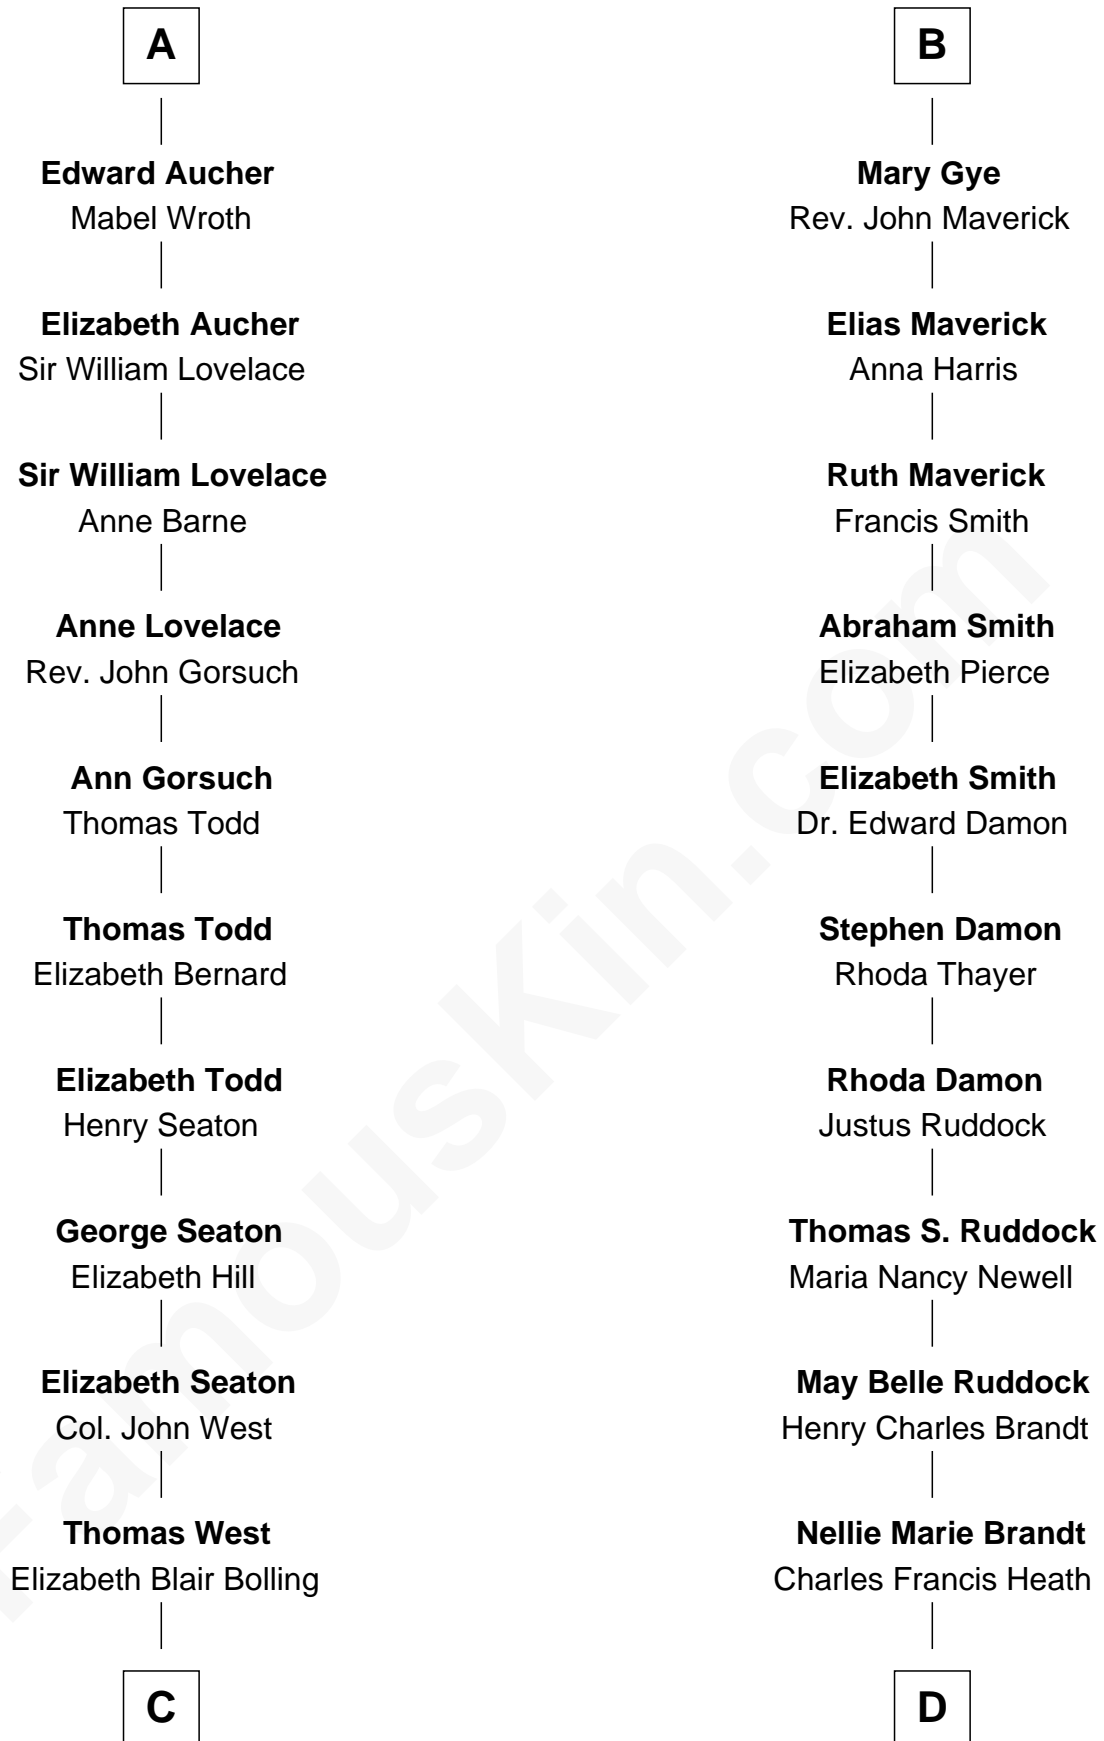 A
Edward Aucher
Mabel Wroth
Elizabeth Aucher
Sir William Lovelace
Sir William Lovelace
Anne Barne
Anne Lovelace
Rev. John Gorsuch
Ann Gorsuch
Thomas Todd
Thomas Todd
Elizabeth Bernard
Elizabeth Todd
Henry Seaton
George Seaton
Elizabeth Hill
Elizabeth Seaton
Col. John West
Thomas West
Elizabeth Blair Bolling
C
B
Mary Gye
Rev. John Maverick
Elias Maverick
Anna Harris
Ruth Maverick
Francis Smith
Abraham Smith
Elizabeth Pierce
Elizabeth Smith
Dr. Edward Damon
Stephen Damon
Rhoda Thayer
Rhoda Damon
Justus Ruddock
Thomas S. Ruddock
Maria Nancy Newell
May Belle Ruddock
Henry Charles Brandt
Nellie Marie Brandt
Charles Francis Heath
D
FamousKin.com